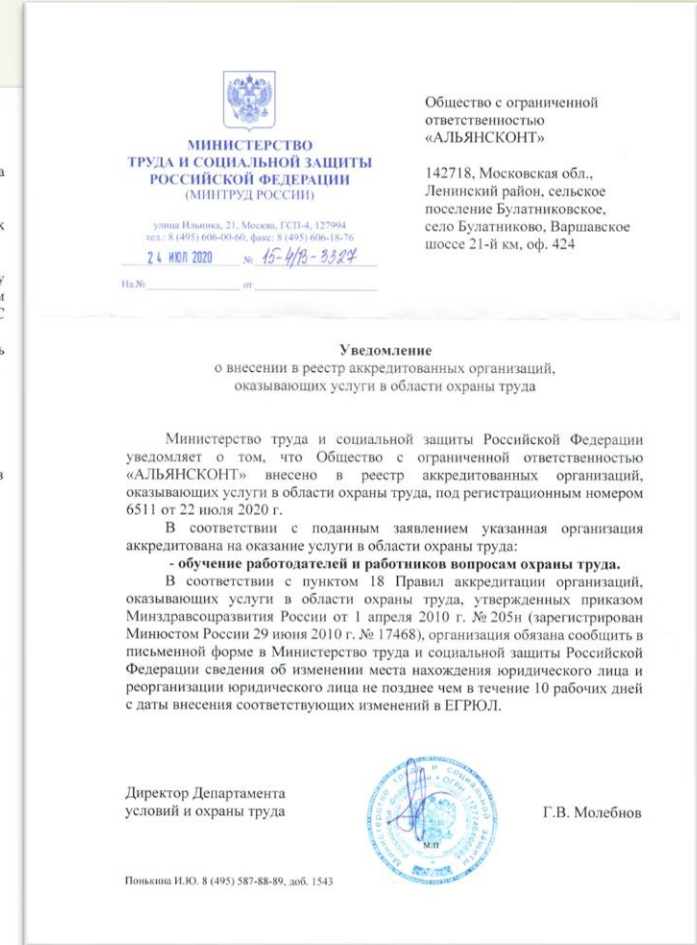 МИНИСТЕРСТВО
ТРУДА И СОЦИАЛЬНОЙ ЗАЩИТЫ
РОССИЙСКОЙ ФЕДЕРАЦИИ
(МИНТРУД РОССИИ)
улица Ильинка, 21, Москва, ГСП-4, 127994
тел.: 8 (495) 606-00-60, факс: 8 (495) 606-18-76
24 ИЮЛ 2020 № 15-4/В-3327
На № от
Общество с ограниченной
ответственностью
«АЛЬЯНСКОНТ»
142718, Московская обл.,
Ленинский район, сельское
поселение Булатниковское,
село Булатниково, Варшавское
шоссе 21-й км, оф. 424
Уведомление
о внесении в реестр аккредитованных организаций,
оказывающих услуги в области охраны труда
Министерство труда и социальной защиты Российской Федерации
уведомляет о том, что Общество с ограниченной ответственностью
«АЛЬЯНСКОНТ» внесено в реестр аккредитованных организаций,
оказывающих услуги в области охраны труда, под регистрационным номером
6511 от 22 июля 2020 г.
В соответствии с поданным заявлением указанная организация
аккредитована на оказание услуги в области охраны труда:
- обучение работодателей и работников вопросам охраны труда.
В соответствии с пунктом 18 Правил аккредитации организаций,
оказывающих услуги в области охраны труда, утвержденных приказом
Минздравсоцразвития России от 1 апреля 2010 г. № 205н (зарегистрирован
Минюстом России 29 июня 2010 г. № 17468), организация обязана сообщить в
письменной форме в Министерство труда и социальной защиты Российской
Федерации сведения об изменении места нахождения юридического лица и
реорганизации юридического лица не позднее чем в течение 10 рабочих дней
с даты внесения соответствующих изменений в ЕГРЮЛ.
Директор Департамента
условий и охраны труда
М.П
Г.В. Молебнов
Понькина И.Ю. 8 (495) 587-88-89, доб. 1543